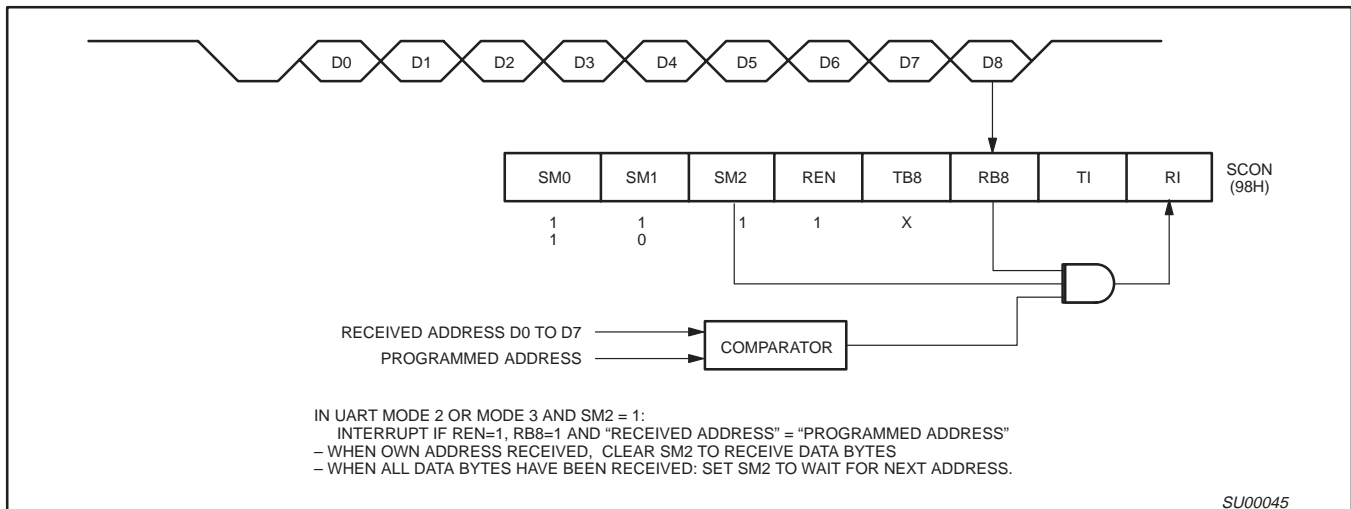 D0 D1 D2 D3 D4 D5 D6 D7 D8
SM0 SM1 SM2 REN TB8 RB8 TI RI
SCON
(98H)
1 1 1 1 X
1 0
RECEIVED ADDRESS D0 TO D7
PROGRAMMED ADDRESS
COMPARATOR
IN UART MODE 2 OR MODE 3 AND SM2 = 1:
INTERRUPT IF REN=1, RB8=1 AND “RECEIVED ADDRESS” = “PROGRAMMED ADDRESS”
– WHEN OWN ADDRESS RECEIVED, CLEAR SM2 TO RECEIVE DATA BYTES
– WHEN ALL DATA BYTES HAVE BEEN RECEIVED: SET SM2 TO WAIT FOR NEXT ADDRESS.
SU00045